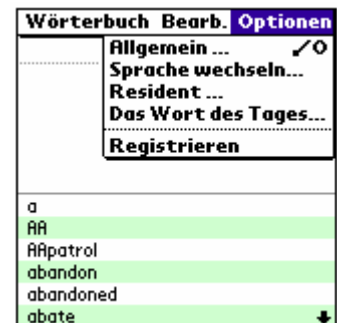 Wörterbuch Bearb. Optionen
Allgemein ... ⁄O
Sprache wechseln...
Resident ...
Das Wort des Tages...
Registrieren
a
AA
AApatrol
abandon
abandoned
abate